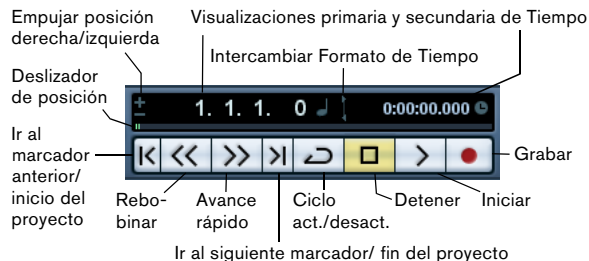 Empujar posición
derecha/izquierda
Visualizaciones primaria y secundaria de Tiempo
Intercambiar Formato de Tiempo
Deslizador
de posición
1. 1. 1. 0
0:00:00.000
Ir al
marcador
anterior/
inicio del
proyecto
Rebo-
binar
Avance
rápido
Ciclo
act./desact.
Detener
Iniciar
Grabar
Ir al siguiente marcador/ fin del proyecto